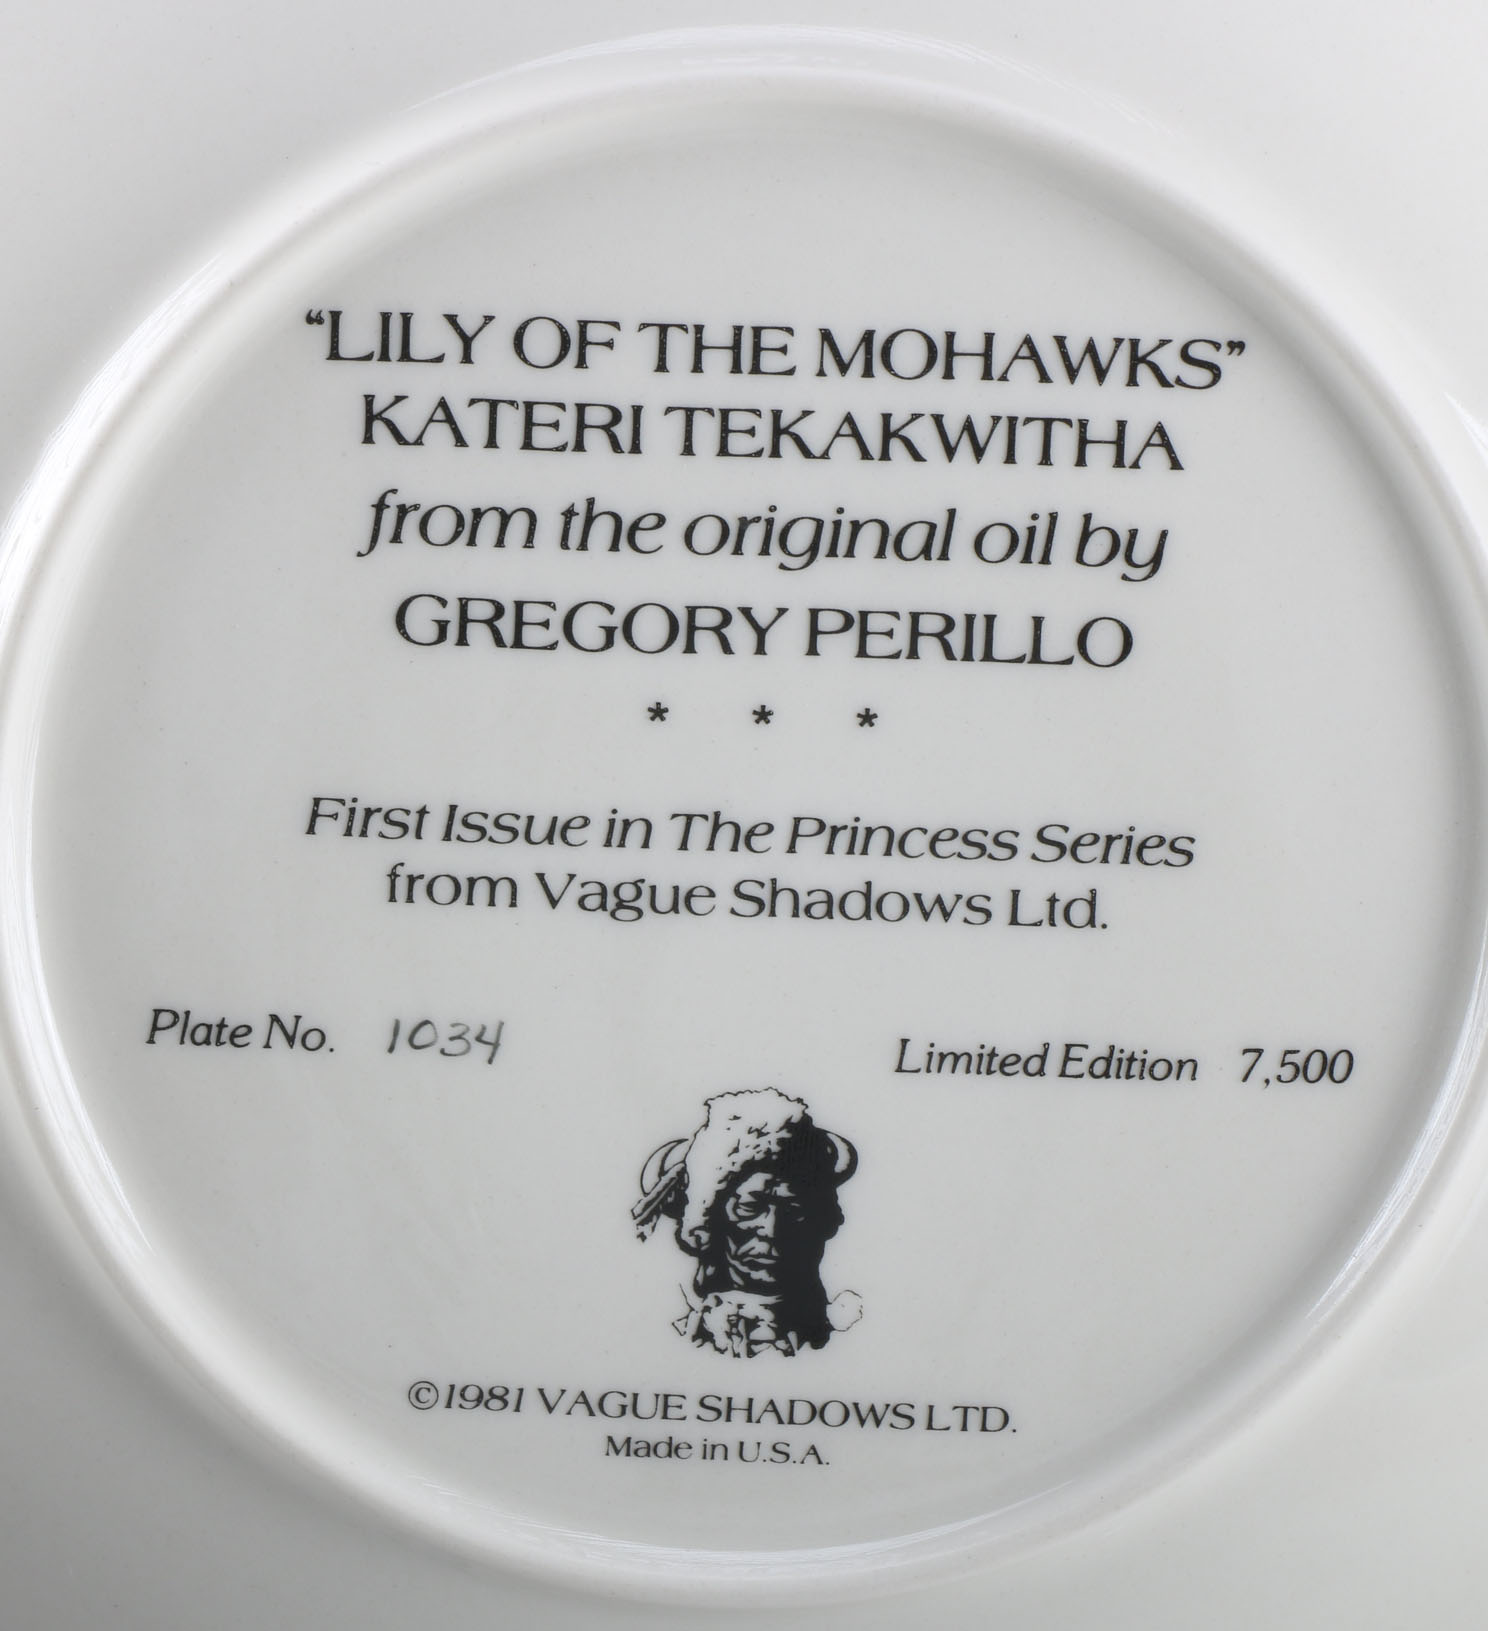 “LILY OF THE MOHAWKS”
KATERI TEKAKWITHA
from the original oil by
GREGORY PERILLO
* * *
First Issue in The Princess Series
from Vague Shadows Ltd.
Plate No. 1034 Limited Edition 7,500
©1981 VAGUE SHADOWS LTD.
Made in U.S.A.